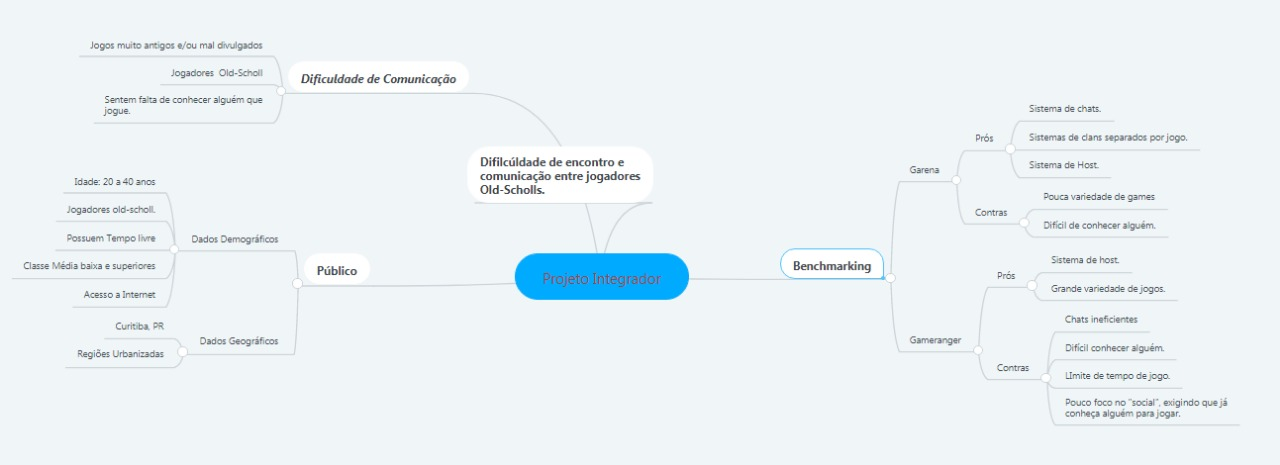 Jogos muito antigos e/ou mal divulgados
Jogadores Old-Scholl
Sentem falta de conhecer alguém que
jogue.
Dificuldade de Comunicação
Difilcúldade de encontro e
comunicação entre jogadores
Old-Scholls.
Projeto Integrador
Público
Dados Demográficos
Idade: 20 a 40 anos
Jogadores old-scholl.
Possuem Tempo livre
Classe Média baixa e superiores
Acesso a Internet
Dados Geográficos
Curitiba, PR
Regiões Urbanizadas
Benchmarking
Garena
Prós
Sistema de chats.
Sistemas de clans separados por jogo.
Sistema de Host.
Contras
Pouca variedade de games
Difícil de conhecer alguém.
Gameranger
Prós
Sistema de host.
Grande variedade de jogos.
Contras
Chats ineficientes
Difícil conhecer alguém.
LImite de tempo de jogo.
Pouco foco no "social", exigindo que já
conheça alguém para jogar.